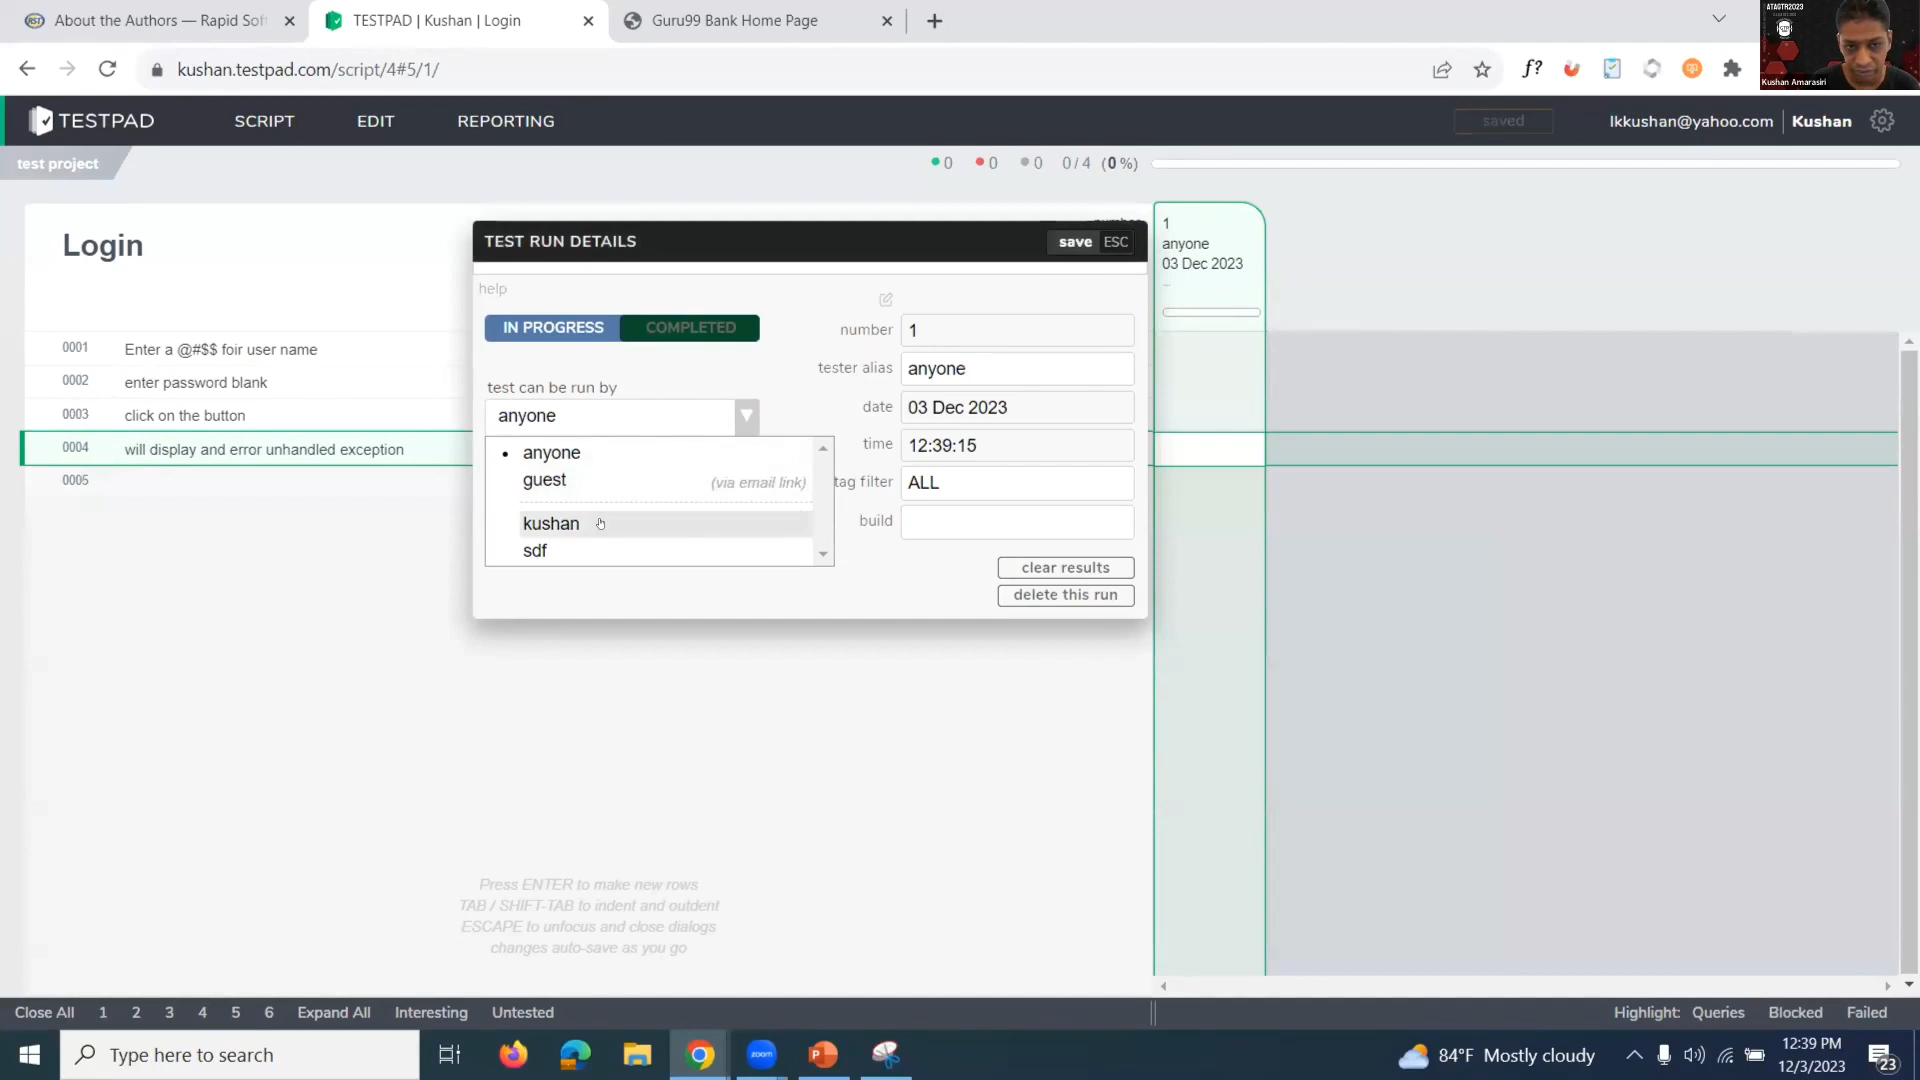 About the Authors — Rapid Sof
TESTPAD | Kushan | Login
Guru99 Bank Home Page
kushan.testpad.com/script/4#5/1/
f?
ATAGTR2023
Kushan Amarasiri
TESTPAD
SCRIPT
EDIT
REPORTING
saved
lkkushan@yahoo.com
Kushan
test project
0
0
0
0 / 4 (0 %)
Login
TEST RUN DETAILS
save ESC
number
1
anyone
03 Dec 2023
--
help
IN PROGRESS
COMPLETED
number 1
test can be run by
anyone
anyone
guest (via email link)
kushan
sdf
tester alias anyone
date 03 Dec 2023
time 12:39:15
tag filter ALL
build
clear results
delete this run
0001 Enter a @#$$ foir user name
0002 enter password blank
0003 click on the button
0004 will display and error unhandled exception
0005
Press ENTER to make new rows
TAB / SHIFT-TAB to indent and outdent
ESCAPE to unfocus and close dialogs
changes auto-save as you go
Close All 1 2 3 4 5 6 Expand All Interesting Untested
Highlight: Queries Blocked Failed
Type here to search
zoom
84°F Mostly cloudy
12:39 PM
12/3/2023
23